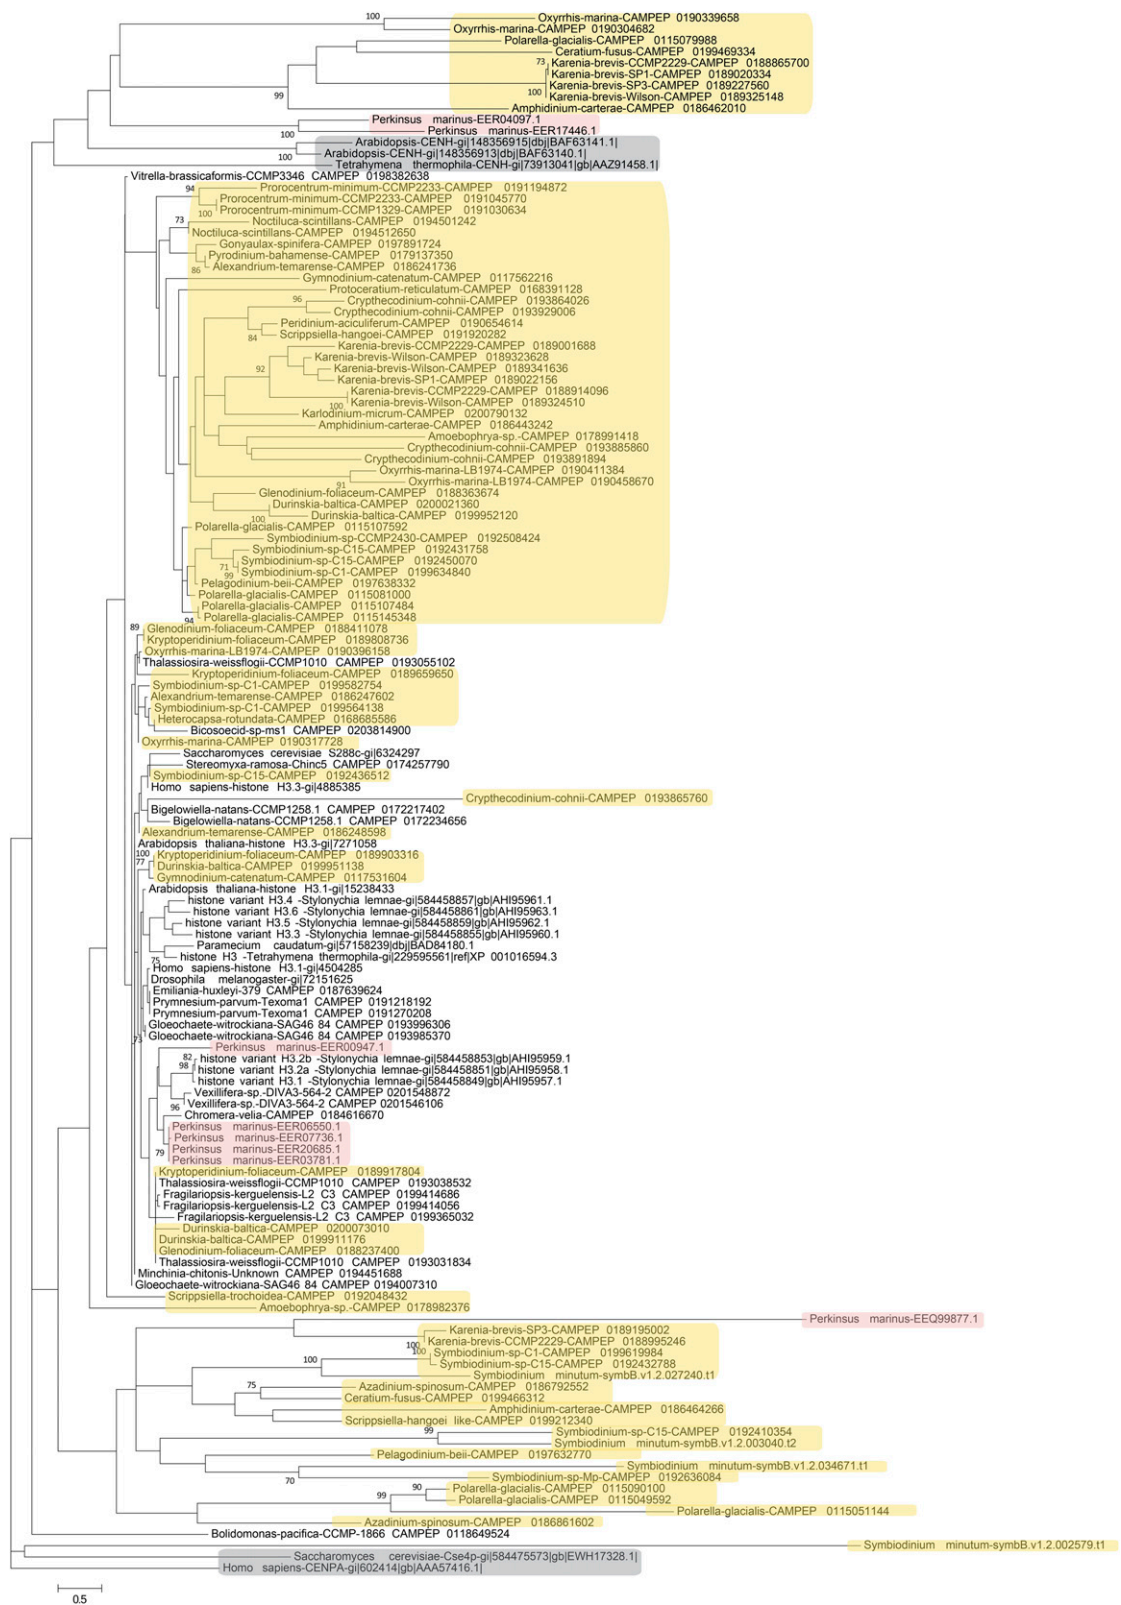 100
Oxyrrhis-marina-CAMPEP 0190339658
Oxyrrhis-marina-CAMPEP 0190304682
Polarella-glacialis-CAMPEP 0115079988
Ceratium-fusus-CAMPEP 0199469334
73
Karenia-brevis-CCMP2229-CAMPEP 0188865700
Karenia-brevis-SP1-CAMPEP 0189020334
Karenia-brevis-SP3-CAMPEP 0189227560
99
100
Karenia-brevis-Wilson-CAMPEP 0189325148
Amphidinium-carterae-CAMPEP 0186462010
Perkinsus marinus-EER04097.1
100
Perkinsus marinus-EER17446.1
Arabidopsis-CENH-gi|148356915|dbj|BAF63141.1|
100
Arabidopsis-CENH-gi|148356913|dbj|BAF63140.1|
Tetrahymena thermophila-CENH-gi|73913041|gb|AAZ91458.1|
Vitrella-brassicaformis-CCMP3346 CAMPEP 0198382638
94
Prorocentrum-minimum-CCMP2233-CAMPEP 0191194872
Prorocentrum-minimum-CCMP2233-CAMPEP 0191045770
100
Prorocentrum-minimum-CCMP1329-CAMPEP 0191030634
73
Noctiluca-scintillans-CAMPEP 0194501242
Noctiluca-scintillans-CAMPEP 0194512650
Gonyaulax-spinifera-CAMPEP 0197891724
Pyrodinium-bahamense-CAMPEP 0179137350
86
Alexandrium-temarense-CAMPEP 0186241736
Gymnodinium-catenatum-CAMPEP 0117562216
Protoceratium-reticulatum-CAMPEP 0168391128
96
Crypthecodinium-cohnii-CAMPEP 0193864026
Crypthecodinium-cohnii-CAMPEP 0193929006
Peridinium-aciculiferum-CAMPEP 0190654614
84
Scrippsiella-hangoei-CAMPEP 0191920282
Karenia-brevis-CCMP2229-CAMPEP 0189001688
Karenia-brevis-Wilson-CAMPEP 0189323628
92
Karenia-brevis-Wilson-CAMPEP 0189341636
Karenia-brevis-SP1-CAMPEP 0189022156
Karenia-brevis-CCMP2229-CAMPEP 0188914096
100
Karenia-brevis-Wilson-CAMPEP 0189324510
Karlodinium-micrum-CAMPEP 0200790132
Amphidinium-carterae-CAMPEP 0186443242
Amoebophrya-sp.-CAMPEP 0178991418
Crypthecodinium-cohnii-CAMPEP 0193885860
Crypthecodinium-cohnii-CAMPEP 0193891894
Oxyrrhis-marina-LB1974-CAMPEP 0190411384
91
Oxyrrhis-marina-LB1974-CAMPEP 0190458670
Glenodinium-foliaceum-CAMPEP 0188363674
Durinskia-baltica-CAMPEP 0200021360
100
Durinskia-baltica-CAMPEP 0199952120
Polarella-glacialis-CAMPEP 0115107592
Symbiodinium-sp-CCMP2430-CAMPEP 0192508424
Symbiodinium-sp-C15-CAMPEP 0192431758
71
Symbiodinium-sp-C15-CAMPEP 0192450070
99
Symbiodinium-sp-C1-CAMPEP 0199634840
Pelagodinium-beii-CAMPEP 0197638332
Polarella-glacialis-CAMPEP 0115081000
Polarella-glacialis-CAMPEP 0115107484
94
Polarella-glacialis-CAMPEP 0115145348
89
Glenodinium-foliaceum-CAMPEP 0188411078
Kryptoperidinium-foliaceum-CAMPEP 0189808736
Oxyrrhis-marina-LB1974-CAMPEP 0190396158
Thalassiosira-weissflogii-CCMP1010 CAMPEP 0193055102
Kryptoperidinium-foliaceum-CAMPEP 0189659650
Symbiodinium-sp-C1-CAMPEP 0199582754
Alexandrium-temarense-CAMPEP 0186247602
Symbiodinium-sp-C1-CAMPEP 0199564138
Heterocapsa-rotundata-CAMPEP 0168685586
Bicosoecid-sp-ms1 CAMPEP 0203814900
Oxyrrhis-marina-CAMPEP 0190317728
Saccharomyces cerevisiae S288c-gi|6324297
Stereomyxa-ramosa-Chinc5 CAMPEP 0174257790
Symbiodinium-sp-C15-CAMPEP 0192436512
Homo sapiens-histone H3.3-gi|4885385
Crypthecodinium-cohnii-CAMPEP 0193865760
Bigelowiella-natans-CCMP1258.1 CAMPEP 0172217402
Bigelowiella-natans-CCMP1258.1 CAMPEP 0172234656
Alexandrium-temarense-CAMPEP 0186248598
Arabidopsis thaliana-histone H3.3-gi|7271058
100
Kryptoperidinium-foliaceum-CAMPEP 0189903316
77
Durinskia-baltica-CAMPEP 0199951138
Gymnodinium-catenatum-CAMPEP 0117531604
Arabidopsis thaliana-histone H3.1-gi|15238433
histone variant H3.4 -Stylonychia lemnae-gi|584458857|gb|AHI95961.1
histone variant H3.6 -Stylonychia lemnae-gi|584458861|gb|AHI95963.1
histone variant H3.5 -Stylonychia lemnae-gi|584458859|gb|AHI95962.1
histone variant H3.3 -Stylonychia lemnae-gi|584458855|gb|AHI95960.1
Paramecium caudatum-gi|57158239|dbj|BAD84180.1
75
histone H3 -Tetrahymena thermophila-gi|229595561|ref|XP 001016594.3
Homo sapiens-histone H3.1-gi|4504285
Drosophila melanogaster-gi|72151625
Emiliania-huxleyi-379 CAMPEP 0187639624
Prymnesium-parvum-Texoma1 CAMPEP 0191218192
Prymnesium-parvum-Texoma1 CAMPEP 0191270208
Gloeochaete-witrockiana-SAG46 84 CAMPEP 0193996306
73
Gloeochaete-witrockiana-SAG46 84 CAMPEP 0193985370
Perkinsus marinus-EER00947.1
82
histone variant H3.2b -Stylonychia lemnae-gi|584458853|gb|AHI95959.1
98
histone variant H3.2a -Stylonychia lemnae-gi|584458851|gb|AHI95958.1
histone variant H3.1 -Stylonychia lemnae-gi|584458849|gb|AHI95957.1
Vexillifera-sp.-DIVA3-564-2 CAMPEP 0201548872
96
Vexillifera-sp.-DIVA3-564-2 CAMPEP 0201546106
Chromera-velia-CAMPEP 0184616670
Perkinsus marinus-EER06550.1
Perkinsus marinus-EER07736.1
79
Perkinsus marinus-EER20685.1
Perkinsus marinus-EER03781.1
Kryptoperidinium-foliaceum-CAMPEP 0189917804
Thalassiosira-weissflogii-CCMP1010 CAMPEP 0193038532
Fragilariopsis-kerguelensis-L2 C3 CAMPEP 0199414686
Fragilariopsis-kerguelensis-L2 C3 CAMPEP 0199414056
Fragilariopsis-kerguelensis-L2 C3 CAMPEP 0199365032
Durinskia-baltica-CAMPEP 0200073010
Durinskia-baltica-CAMPEP 0199911176
Glenodinium-foliaceum-CAMPEP 0188237400
Thalassiosira-weissflogii-CCMP1010 CAMPEP 0193031834
Minchinia-chitonis-Unknown CAMPEP 0194451688
Gloeochaete-witrockiana-SAG46 84 CAMPEP 0194007310
Scrippsiella-trochoidea-CAMPEP 0192048432
Amoebophrya-sp.-CAMPEP 0178982376
Perkinsus marinus-EEQ99877.1
Karenia-brevis-SP3-CAMPEP 0189195002
100
Karenia-brevis-CCMP2229-CAMPEP 0188995246
100
Symbiodinium-sp-C1-CAMPEP 0199619984
100
Symbiodinium-sp-C15-CAMPEP 0192432788
Symbiodinium minutum-symbB.v1.2.027240.t1
75
Azadinium-spinosum-CAMPEP 0186792552
Ceratium-fusus-CAMPEP 0199466312
Amphidinium-carterae-CAMPEP 0186464266
Scrippsiella-hangoei like-CAMPEP 0199212340
99
Symbiodinium-sp-C15-CAMPEP 0192410354
Symbiodinium minutum-symbB.v1.2.003040.t2
Pelagodinium-beii-CAMPEP 0197632770
Symbiodinium minutum-symbB.v1.2.034671.t1
70
Symbiodinium-sp-Mp-CAMPEP 0192636084
90
Polarella-glacialis-CAMPEP 0115090100
99
Polarella-glacialis-CAMPEP 0115049592
Polarella-glacialis-CAMPEP 0115051144
Azadinium-spinosum-CAMPEP 0186861602
Bolidomonas-pacifica-CCMP-1866 CAMPEP 0118649524
Symbiodinium minutum-symbB.v1.2.002579.t1
Saccharomyces cerevisiae-Cse4p-gi|584475573|gb|EWH17328.1|
Homo sapiens-CENPA-gi|602414|gb|AAA57416.1|
0.5